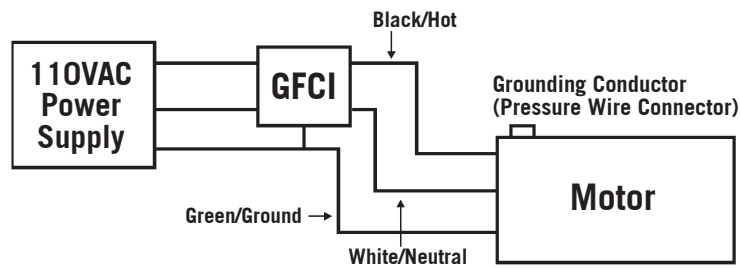 Black/Hot
110VAC
Power
Supply
GFCI
Grounding Conductor
(Pressure Wire Connector)
Motor
Green/Ground
White/Neutral